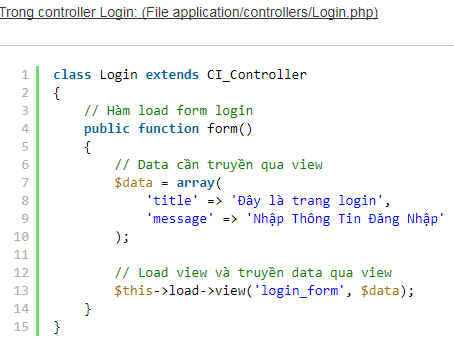 Trong controller Login: (File application/controllers/Login.php)
1 class Login extends CI_Controller
2 {
3     // Hàm load form login
4     public function form()
5     {
6         // Data cần truyền qua view
7         $data = array(
8             'title' => 'Đây là trang login',
9             'message' => 'Nhập Thông Tin Đăng Nhập'
10         );
11
12         // Load view và truyền data qua view
13         $this->load->view('login_form', $data);
14     }
15 }